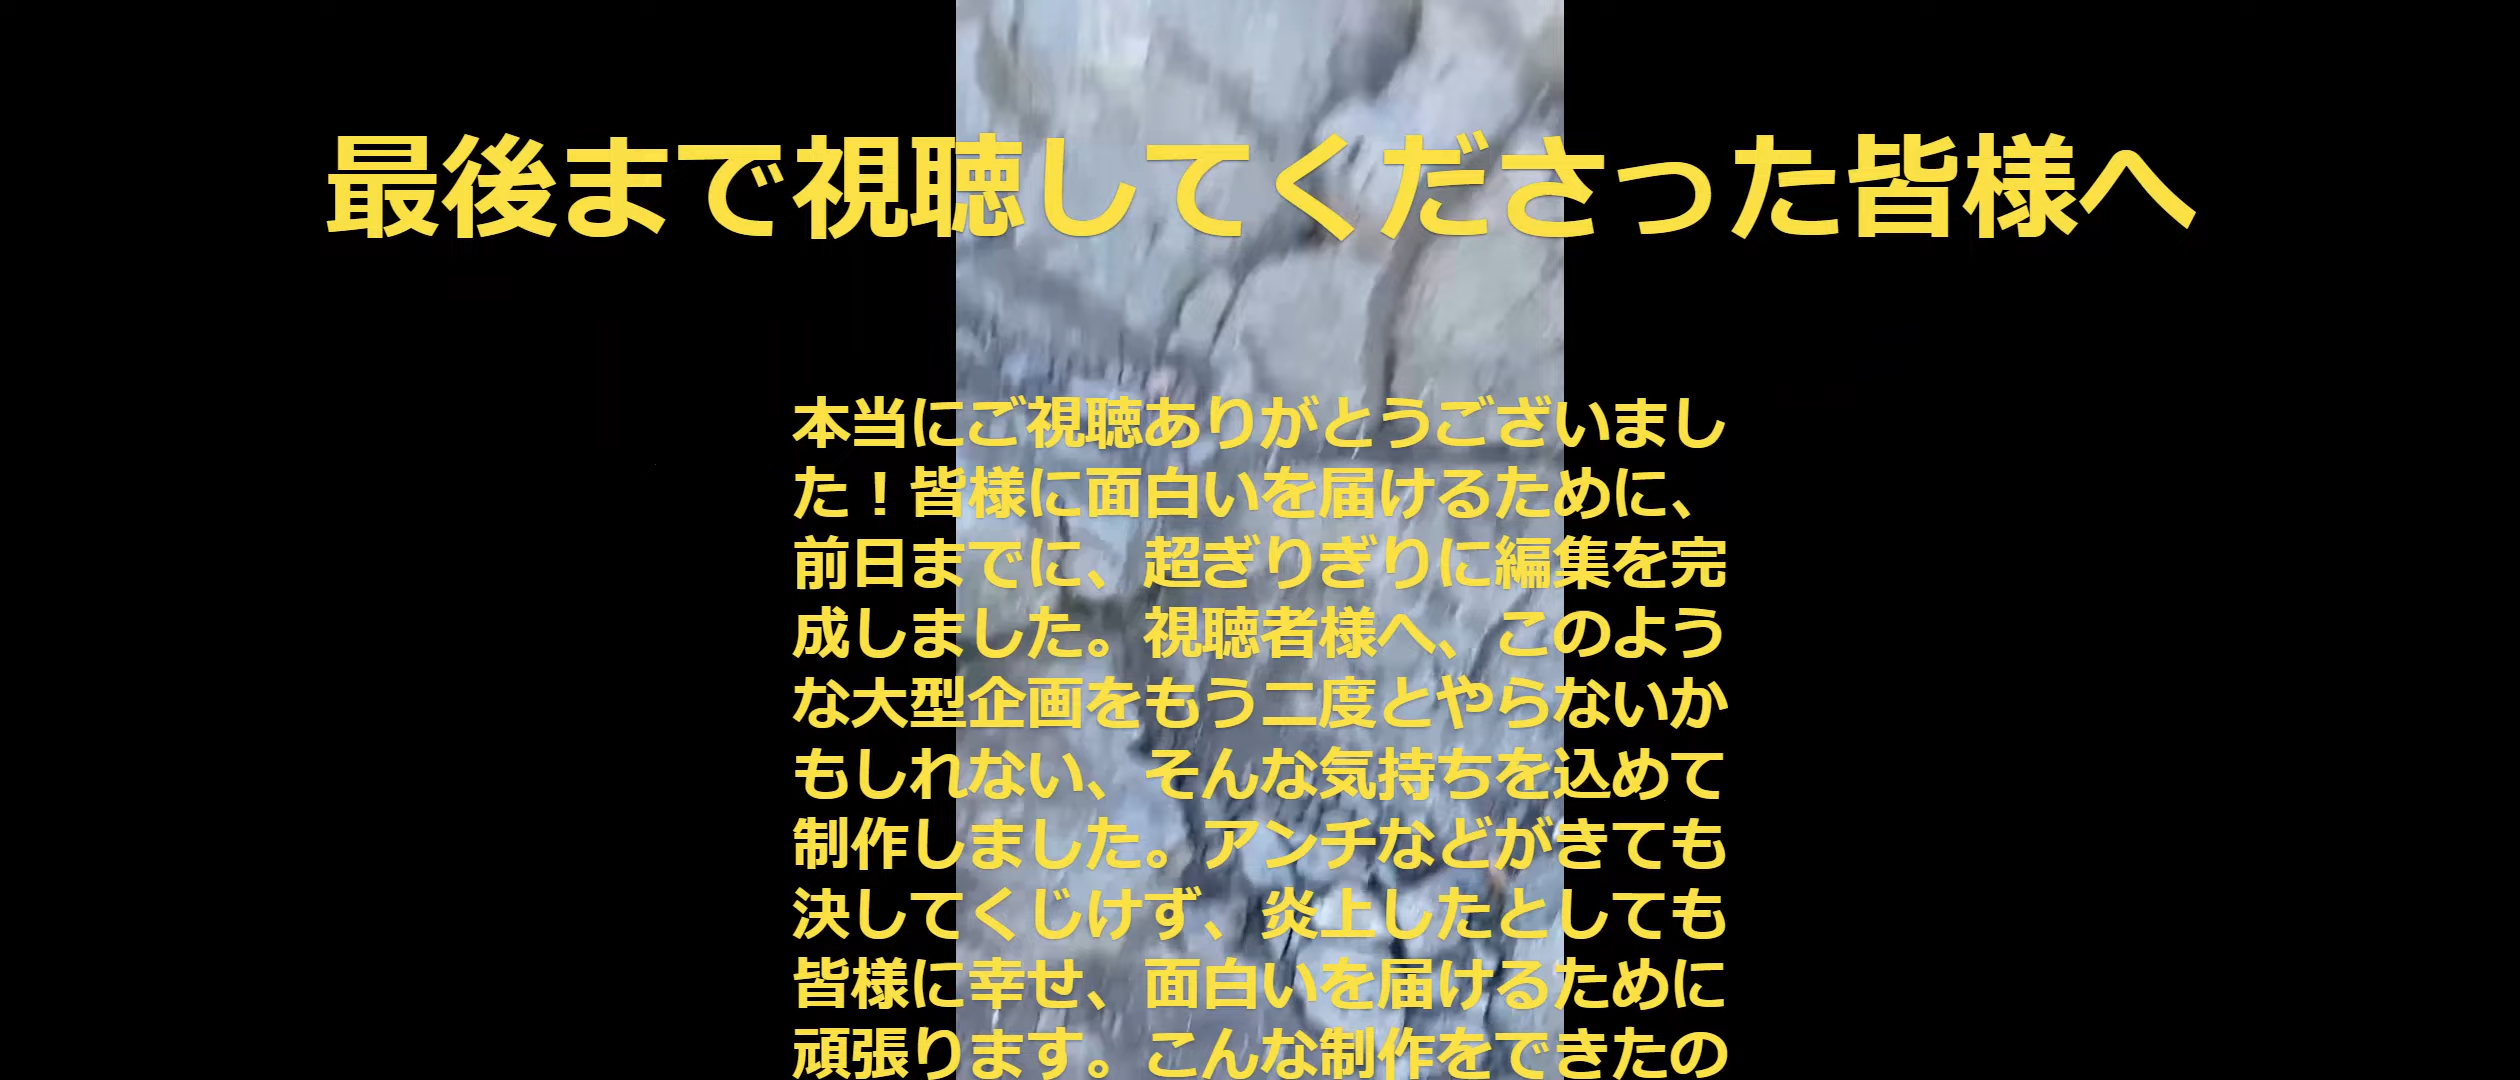 最後まで視聴してくださった皆様へ
本当にご視聴ありがとうございまし
た！皆様に面白いを届けるために、
前日までに、超ぎりぎりに編集を完
成しました。視聴者様へ、このよう
な大型企画をもう二度とやらないか
もしれない、そんな気持ちを込めて
制作しました。アンチなどがきても
決してくじけず、炎上したとしても
皆様に幸せ、面白いを届けるために
頑張ります。こんな制作をできたの